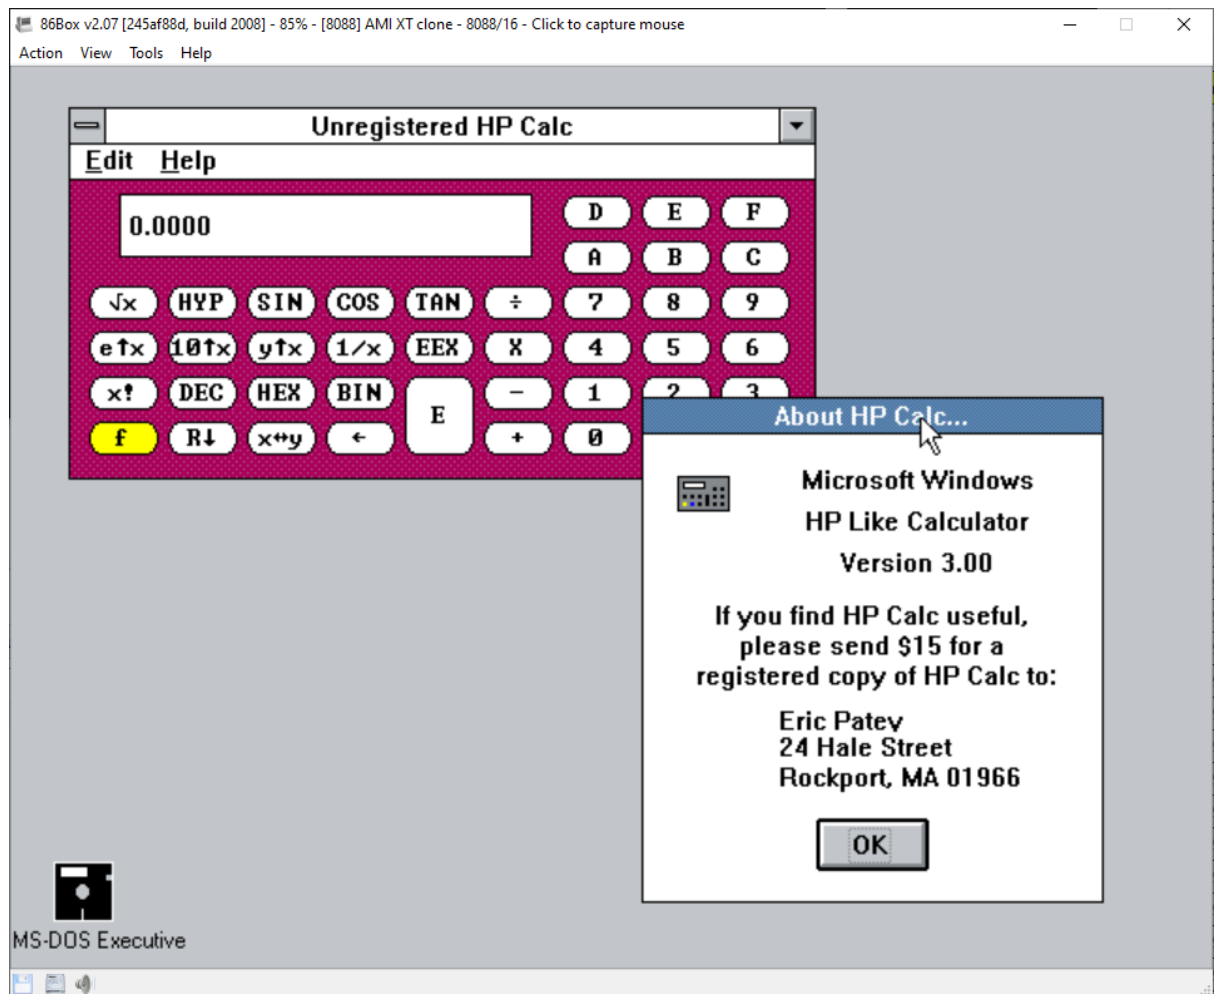 86Box v2.07 [245af88d, build 2008] - 85% - [8088] AMI XT clone - 8088/16 - Click to capture mouse
Action View Tools Help
Unregistered HP Calc
Edit Help
0.0000
D E F
A B C
√x HYP SIN COS TAN ÷ 7 8 9
e↑x 10↑x y↑x 1/x EEX X 4 5 6
x! DEC HEX BIN E - 1 2 3
f R↓ x↔y ← + 0
About HP Calc...
Microsoft Windows
HP Like Calculator
Version 3.00
If you find HP Calc useful,
please send $15 for a
registered copy of HP Calc to:
Eric Patey
24 Hale Street
Rockport, MA 01966
OK
MS-DOS Executive